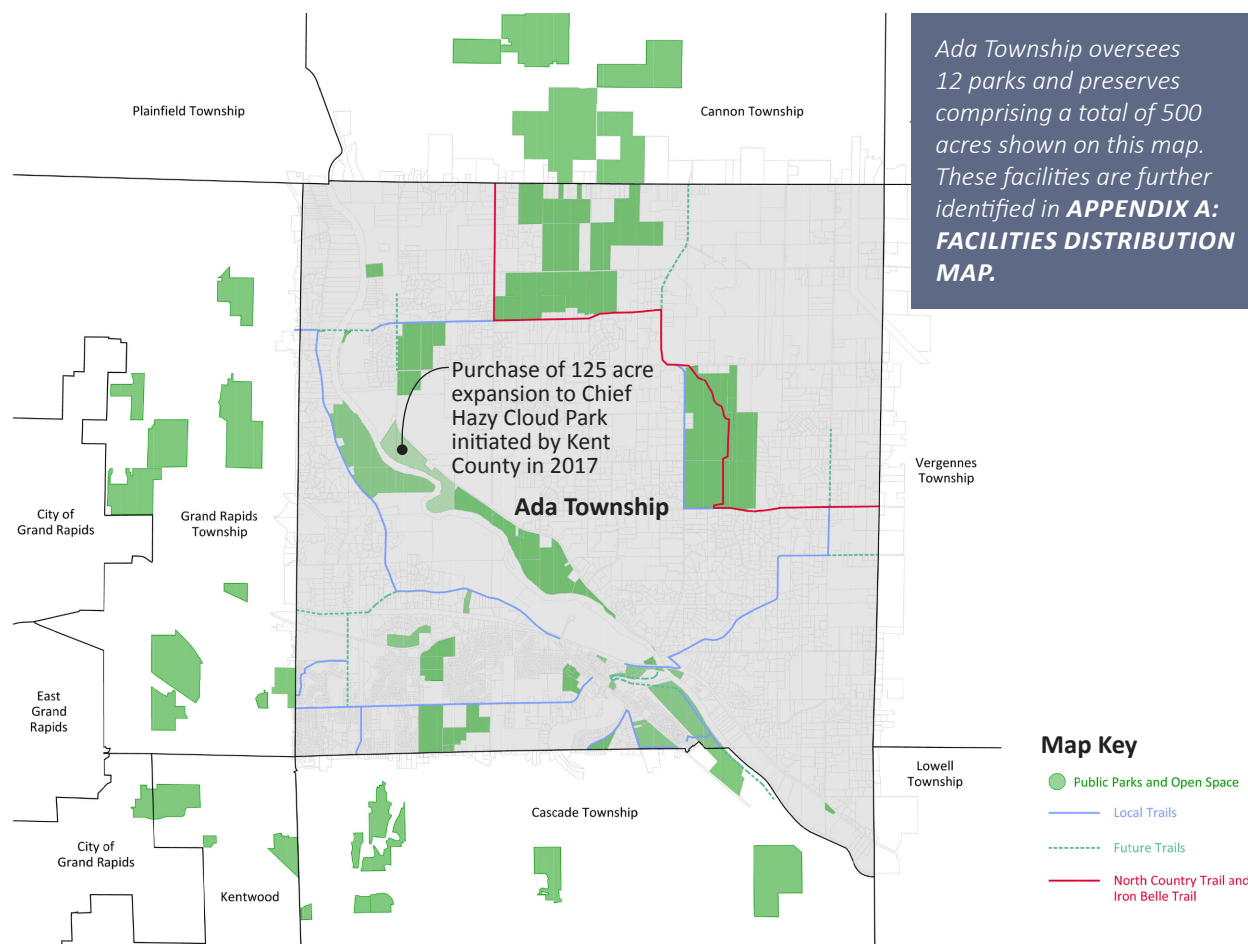 Ada Township oversees
12 parks and preserves
comprising a total of 500
acres shown on this map.
These facilities are further
identified in APPENDIX A:
FACILITIES DISTRIBUTION
MAP.
Plainfield Township
Cannon Township
Purchase of 125 acre
expansion to Chief
Hazy Cloud Park
initiated by Kent
County in 2017
Ada Township
Vergennes
Township
City of
Grand Rapids
Grand Rapids
Township
East
Grand
Rapids
Lowell
Township
Cascade Township
City of
Grand Rapids
Kentwood
Map Key
Public Parks and Open Space
Local Trails
Future Trails
North Country Trail and
Iron Belle Trail